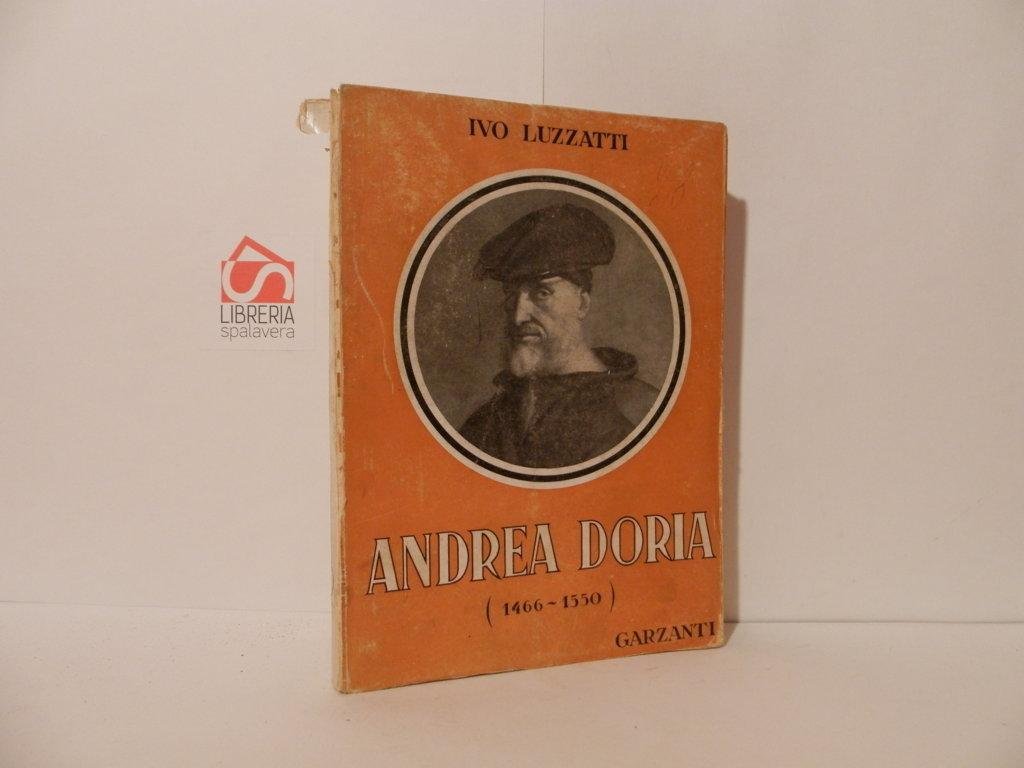 IVO LUZZATTI
LIBRERIA
spalavera
ANDREA DORIA
(1466~1550)
GARZANTI